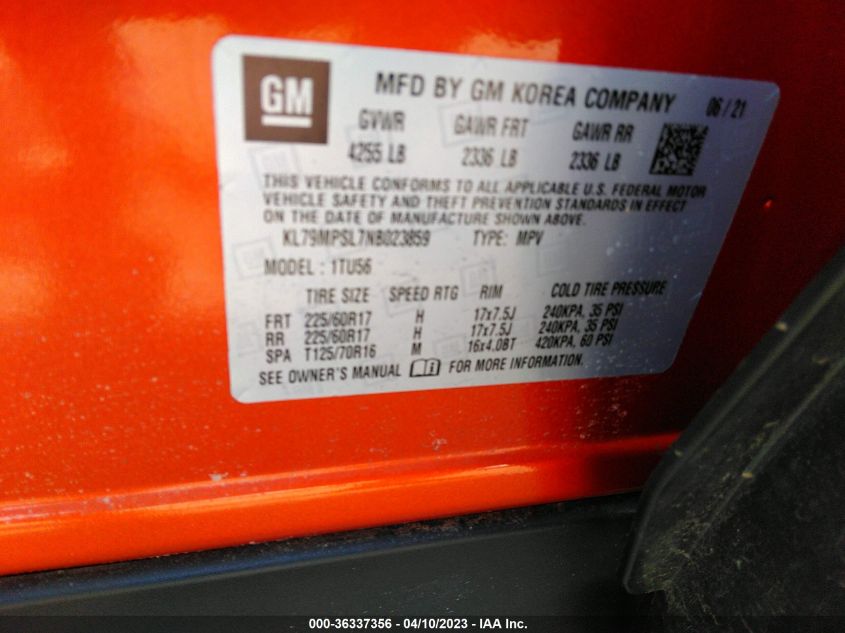 GM
MFD BY GM KOREA COMPANY 06/21
GVWR GAWR FRT GAWR RR
4255 LB 2336 LB 2336 LB
THIS VEHICLE CONFORMS TO ALL APPLICABLE U.S. FEDERAL MOTOR
VEHICLE SAFETY AND THEFT PREVENTION STANDARDS IN EFFECT
ON THE DATE OF MANUFACTURE SHOWN ABOVE.
KL79MPSL7NB023859 TYPE: MPV
MODEL : 1TU56
TIRE SIZE SPEED RTG RIM COLD TIRE PRESSURE
FRT 225/60R17 H 17x7.5J 240KPA, 35 PSI
RR 225/60R17 H 17x7.5J 240KPA, 35 PSI
SPA T125/70R16 M 16x4.0BT 420KPA, 60 PSI
SEE OWNER'S MANUAL FOR MORE INFORMATION.
000-36337356 - 04/10/2023 - IAA Inc.